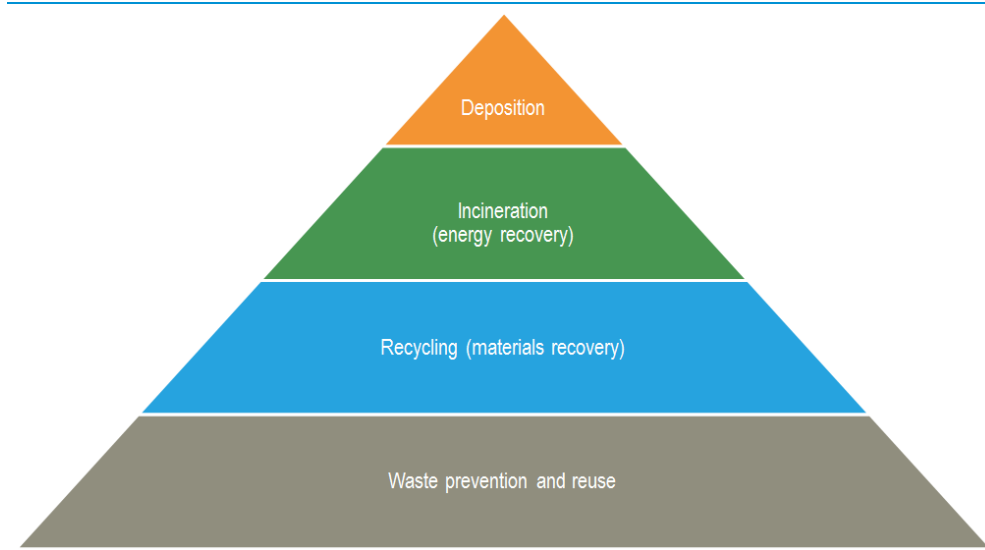 Deposition
Incineration
(energy recovery)
Recycling (materials recovery)
Waste prevention and reuse